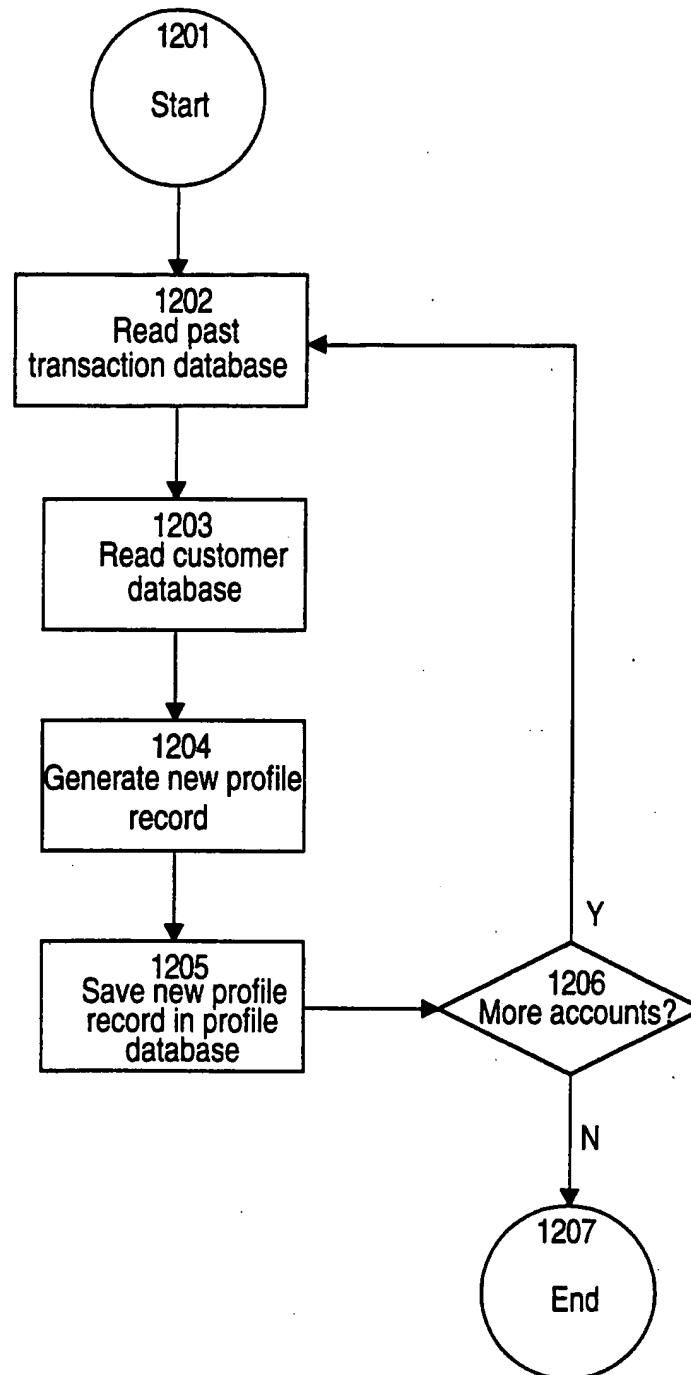 1201
Start
1202
Read past
transaction database
1203
Read customer
database
1204
Generate new profile
record
1205
Save new profile
record in profile
database
Y
1206
More accounts?
N
1207
End